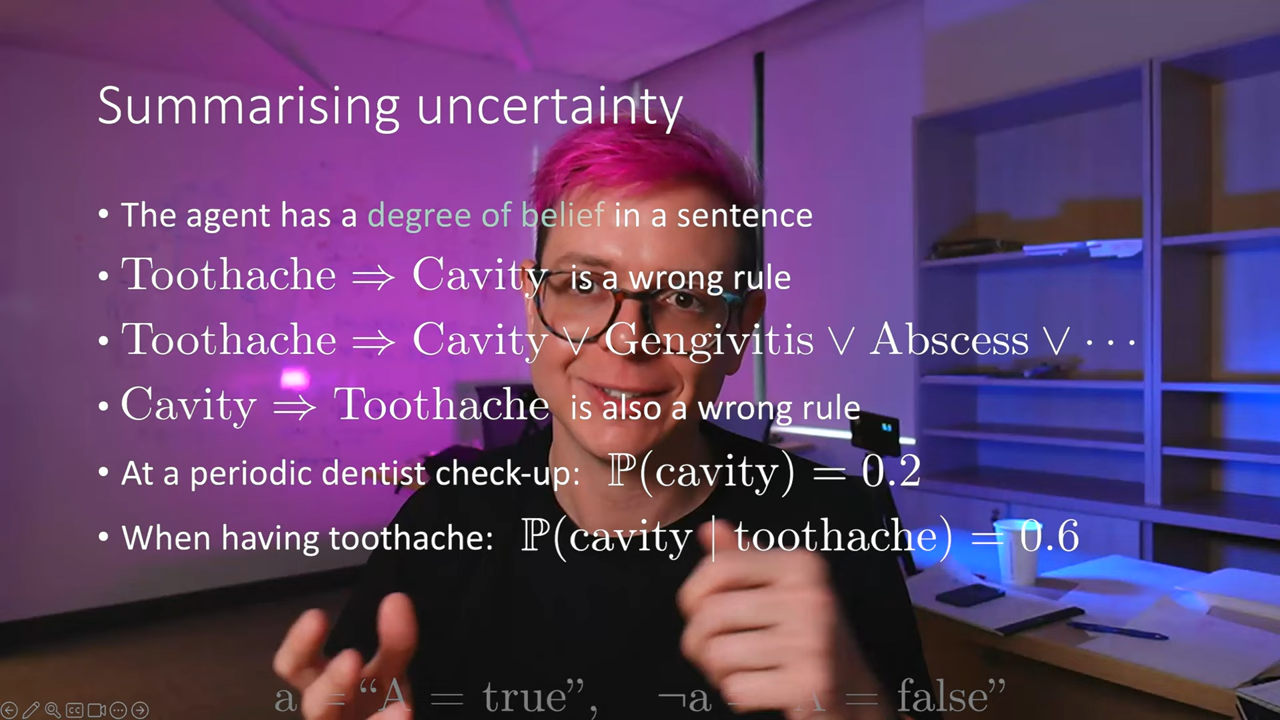 Summarising uncertainty
• The agent has a degree of belief in a sentence
• Toothache ⇒ Cavity is a wrong rule
• Toothache ⇒ Cavity ∨ Gengivitis ∨ Abscess ∨ ⋯
• Cavity ⇒ Toothache is also a wrong rule
• At a periodic dentist check-up: ℙ(cavity) = 0.2
• When having toothache: ℙ(cavity | toothache) = 0.6
a = “A = true”, ¬a = “A = false”